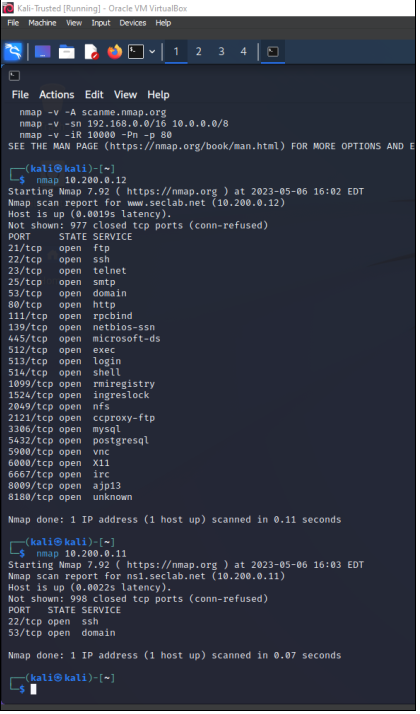 Kali-Trusted [Running] - Oracle VM VirtualBox
File Machine View Input Devices Help
1 2 3 4
File Actions Edit View Help
nmap -v -A scanme.nmap.org
nmap -v -sn 192.168.0.0/16 10.0.0.0/8
nmap -v -iR 10000 -Pn -p 80
SEE THE MAN PAGE (https://nmap.org/book/man.html) FOR MORE OPTIONS AND E
┌──(kali㉿kali)-[~]
└─$ nmap 10.200.0.12
Starting Nmap 7.92 ( https://nmap.org ) at 2023-05-06 16:02 EDT
Nmap scan report for www.seclab.net (10.200.0.12)
Host is up (0.0019s latency).
Not shown: 977 closed tcp ports (conn-refused)
PORT STATE SERVICE
21/tcp open ftp
22/tcp open ssh
23/tcp open telnet
25/tcp open smtp
53/tcp open domain
80/tcp open http
111/tcp open rpcbind
139/tcp open netbios-ssn
445/tcp open microsoft-ds
512/tcp open exec
513/tcp open login
514/tcp open shell
1099/tcp open rmiregistry
1524/tcp open ingreslock
2049/tcp open nfs
2121/tcp open ccproxy-ftp
3306/tcp open mysql
5432/tcp open postgresql
5900/tcp open vnc
6000/tcp open X11
6667/tcp open irc
8009/tcp open ajp13
8180/tcp open unknown
Nmap done: 1 IP address (1 host up) scanned in 0.11 seconds
┌──(kali㉿kali)-[~]
└─$ nmap 10.200.0.11
Starting Nmap 7.92 ( https://nmap.org ) at 2023-05-06 16:03 EDT
Nmap scan report for ns1.seclab.net (10.200.0.11)
Host is up (0.0022s latency).
Not shown: 998 closed tcp ports (conn-refused)
PORT STATE SERVICE
22/tcp open ssh
53/tcp open domain
Nmap done: 1 IP address (1 host up) scanned in 0.07 seconds
┌──(kali㉿kali)-[~]
└─$